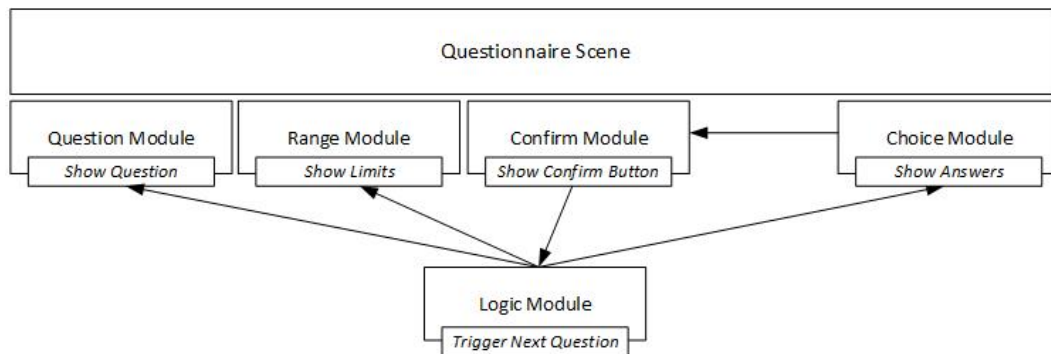 Questionnaire Scene
Question Module
Range Module
Confirm Module
Choice Module
Show Question
Show Limits
Show Confirm Button
Show Answers
Logic Module
Trigger Next Question